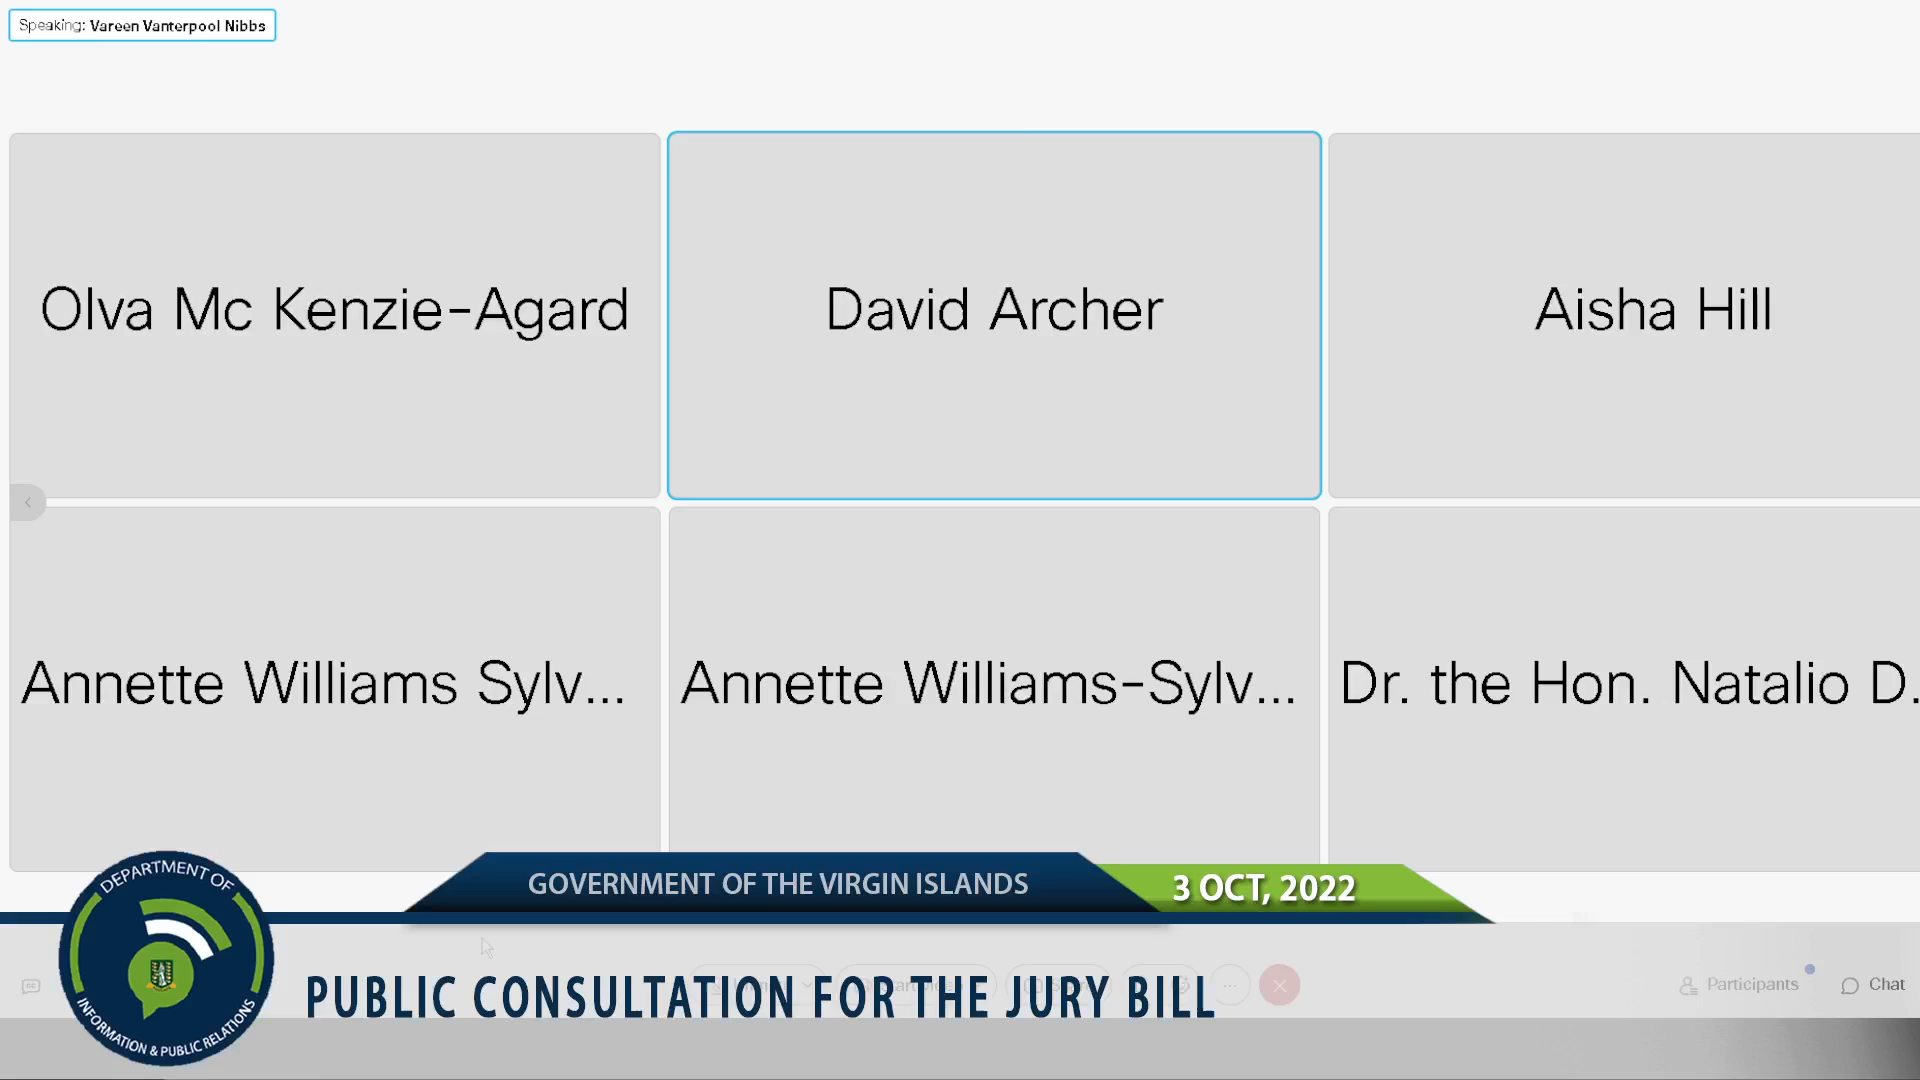 Speaking: Vareen Vanterpool Nibbs
Olva Mc Kenzie-Agard
David Archer
Aisha Hill
Annette Williams Sylv...
Annette Williams-Sylv...
Dr. the Hon. Natalio D.
GOVERNMENT OF THE VIRGIN ISLANDS
3 OCT, 2022
DEPARTMENT OF
INFORMATION & PUBLIC RELATIONS
PUBLIC CONSULTATION FOR THE JURY BILL
Participants
Chat